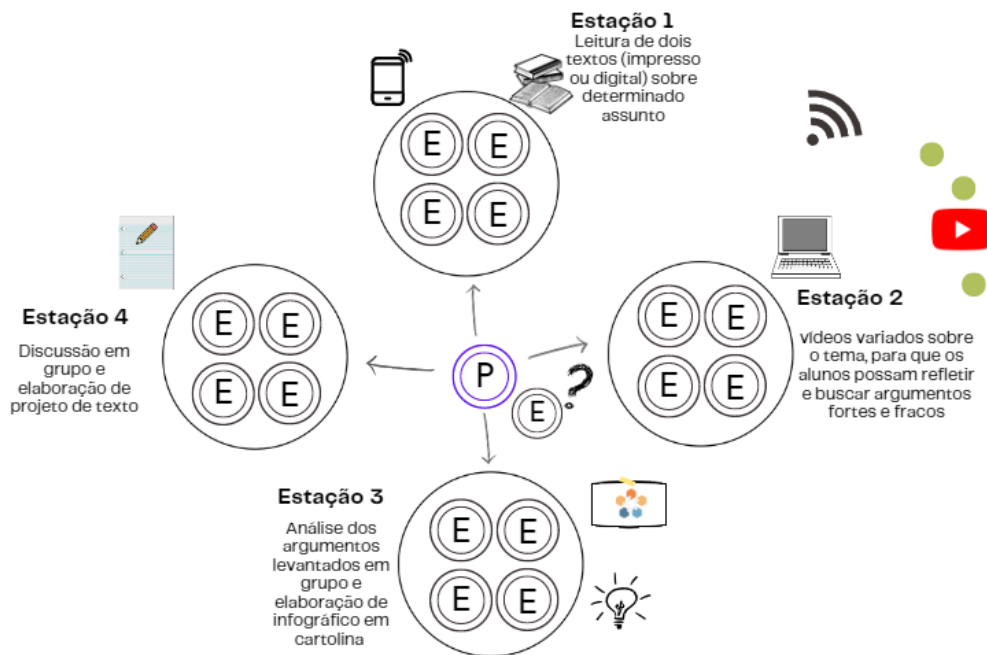 Estação 1
Leitura de dois
textos (impresso
ou digital) sobre
determinado
assunto
E E
E E
Estação 2
vídeos variados sobre
o tema, para que os
alunos possam refletir
e buscar argumentos
fortes e fracos
E E
E E
Estação 4
Discussão em
grupo e
elaboração de
projeto de texto
E E
E E
P
E ?
Estação 3
Análise dos
argumentos
levantados em
grupo e
elaboração de
infográfico em
cartolina
E E
E E